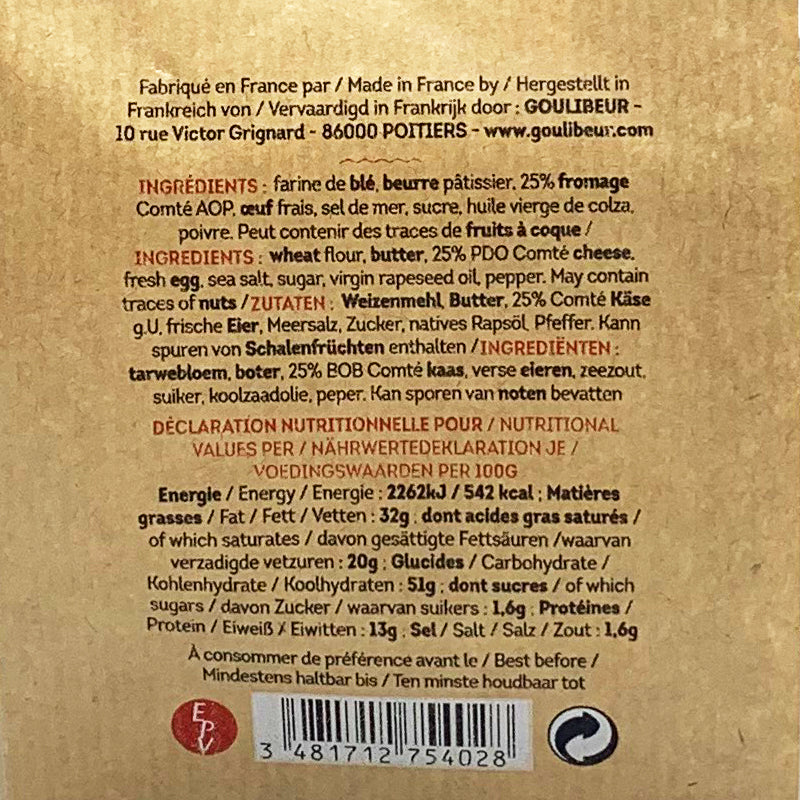 Fabriqué en France par / Made in France by / Hergestellt in
Frankreich von / Vervaardigd in Frankrijk door : GOULIBEUR -
10 rue Victor Grignard - 86000 POITIERS - www.goulibeur.com
INGRÉDIENTS : farine de blé, beurre pâtissier, 25% fromage
Comté AOP, œuf frais, sel de mer, sucre, huile vierge de colza,
poivre. Peut contenir des traces de fruits à coque /
INGREDIENTS : wheat flour, butter, 25% PDO Comté cheese,
fresh egg, sea salt, sugar, virgin rapeseed oil, pepper. May contain
traces of nuts / ZUTATEN : Weizenmehl, Butter, 25% Comté Käse
g.U, frische Eier, Meersalz, Zucker, natives Rapsöl, Pfeffer. Kann
spuren von Schalenfrüchten enthalten / INGREDIËNTEN :
tarwebloem, boter, 25% BOB Comté kaas, verse eieren, zeezout,
suiker, koolzaadolie, peper. Kan sporen van noten bevatten
DÉCLARATION NUTRITIONNELLE POUR / NUTRITIONAL
VALUES PER / NÄHRWERTEDEKLARATION JE /
VOEDINGSWAARDEN PER 100G
Energie / Energy / Energie : 2262kJ / 542 kcal ; Matières
grasses / Fat / Fett / Vetten : 32g ; dont acides gras saturés /
of which saturates / davon gesättigte Fettsäuren /waarvan
verzadigde vetzuren : 20g ; Glucides / Carbohydrate /
Kohlenhydrate / Koolhydraten : 51g ; dont sucres / of which
sugars / davon Zucker / waarvan suikers : 1,6g ; Protéines /
Protein / Eiweiß / Eiwitten : 13g ; Sel / Salt / Salz / Zout : 1,6g
À consommer de préférence avant le / Best before /
Mindestens haltbar bis / Ten minste houdbaar tot
EPV
3 481712 754028